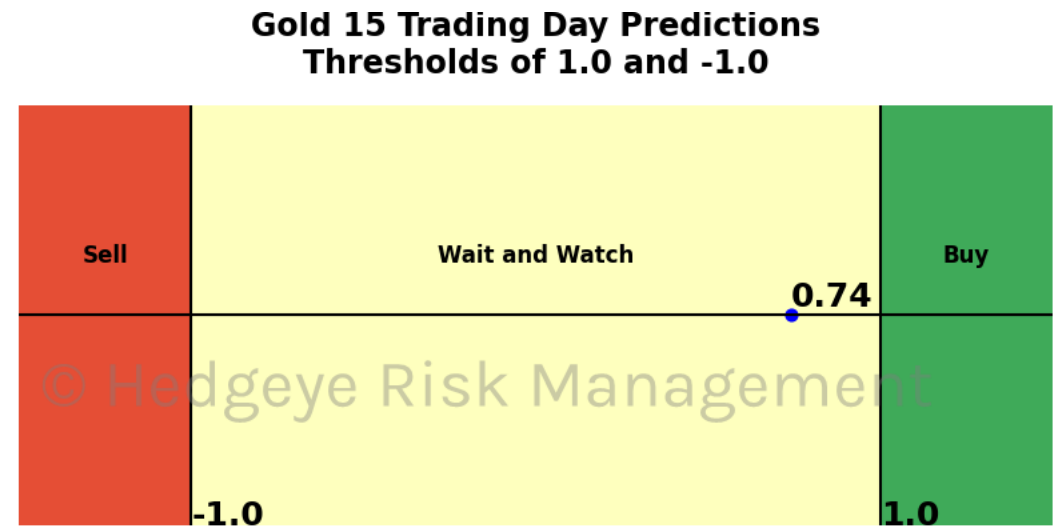 Gold 15 Trading Day Predictions
Thresholds of 1.0 and -1.0
Sell Wait and Watch Buy
0.74
© Hedgeye Risk Management
-1.0 1.0